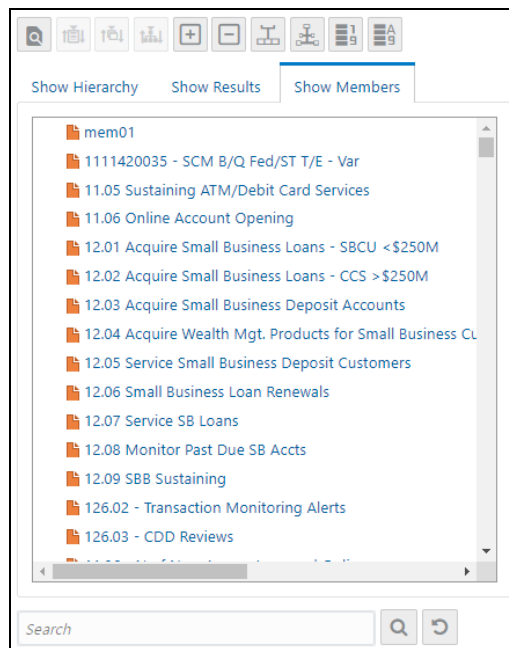 Show Hierarchy Show Results Show Members
mem01
1111420035 - SCM B/Q Fed/ST T/E - Var
11.05 Sustaining ATM/Debit Card Services
11.06 Online Account Opening
12.01 Acquire Small Business Loans - SBCU <$250M
12.02 Acquire Small Business Loans - CCS >$250M
12.03 Acquire Small Business Deposit Accounts
12.04 Acquire Wealth Mgt. Products for Small Business Cu
12.05 Service Small Business Deposit Customers
12.06 Small Business Loan Renewals
12.07 Service SB Loans
12.08 Monitor Past Due SB Accts
12.09 SBB Sustaining
126.02 - Transaction Monitoring Alerts
126.03 - CDD Reviews
Search